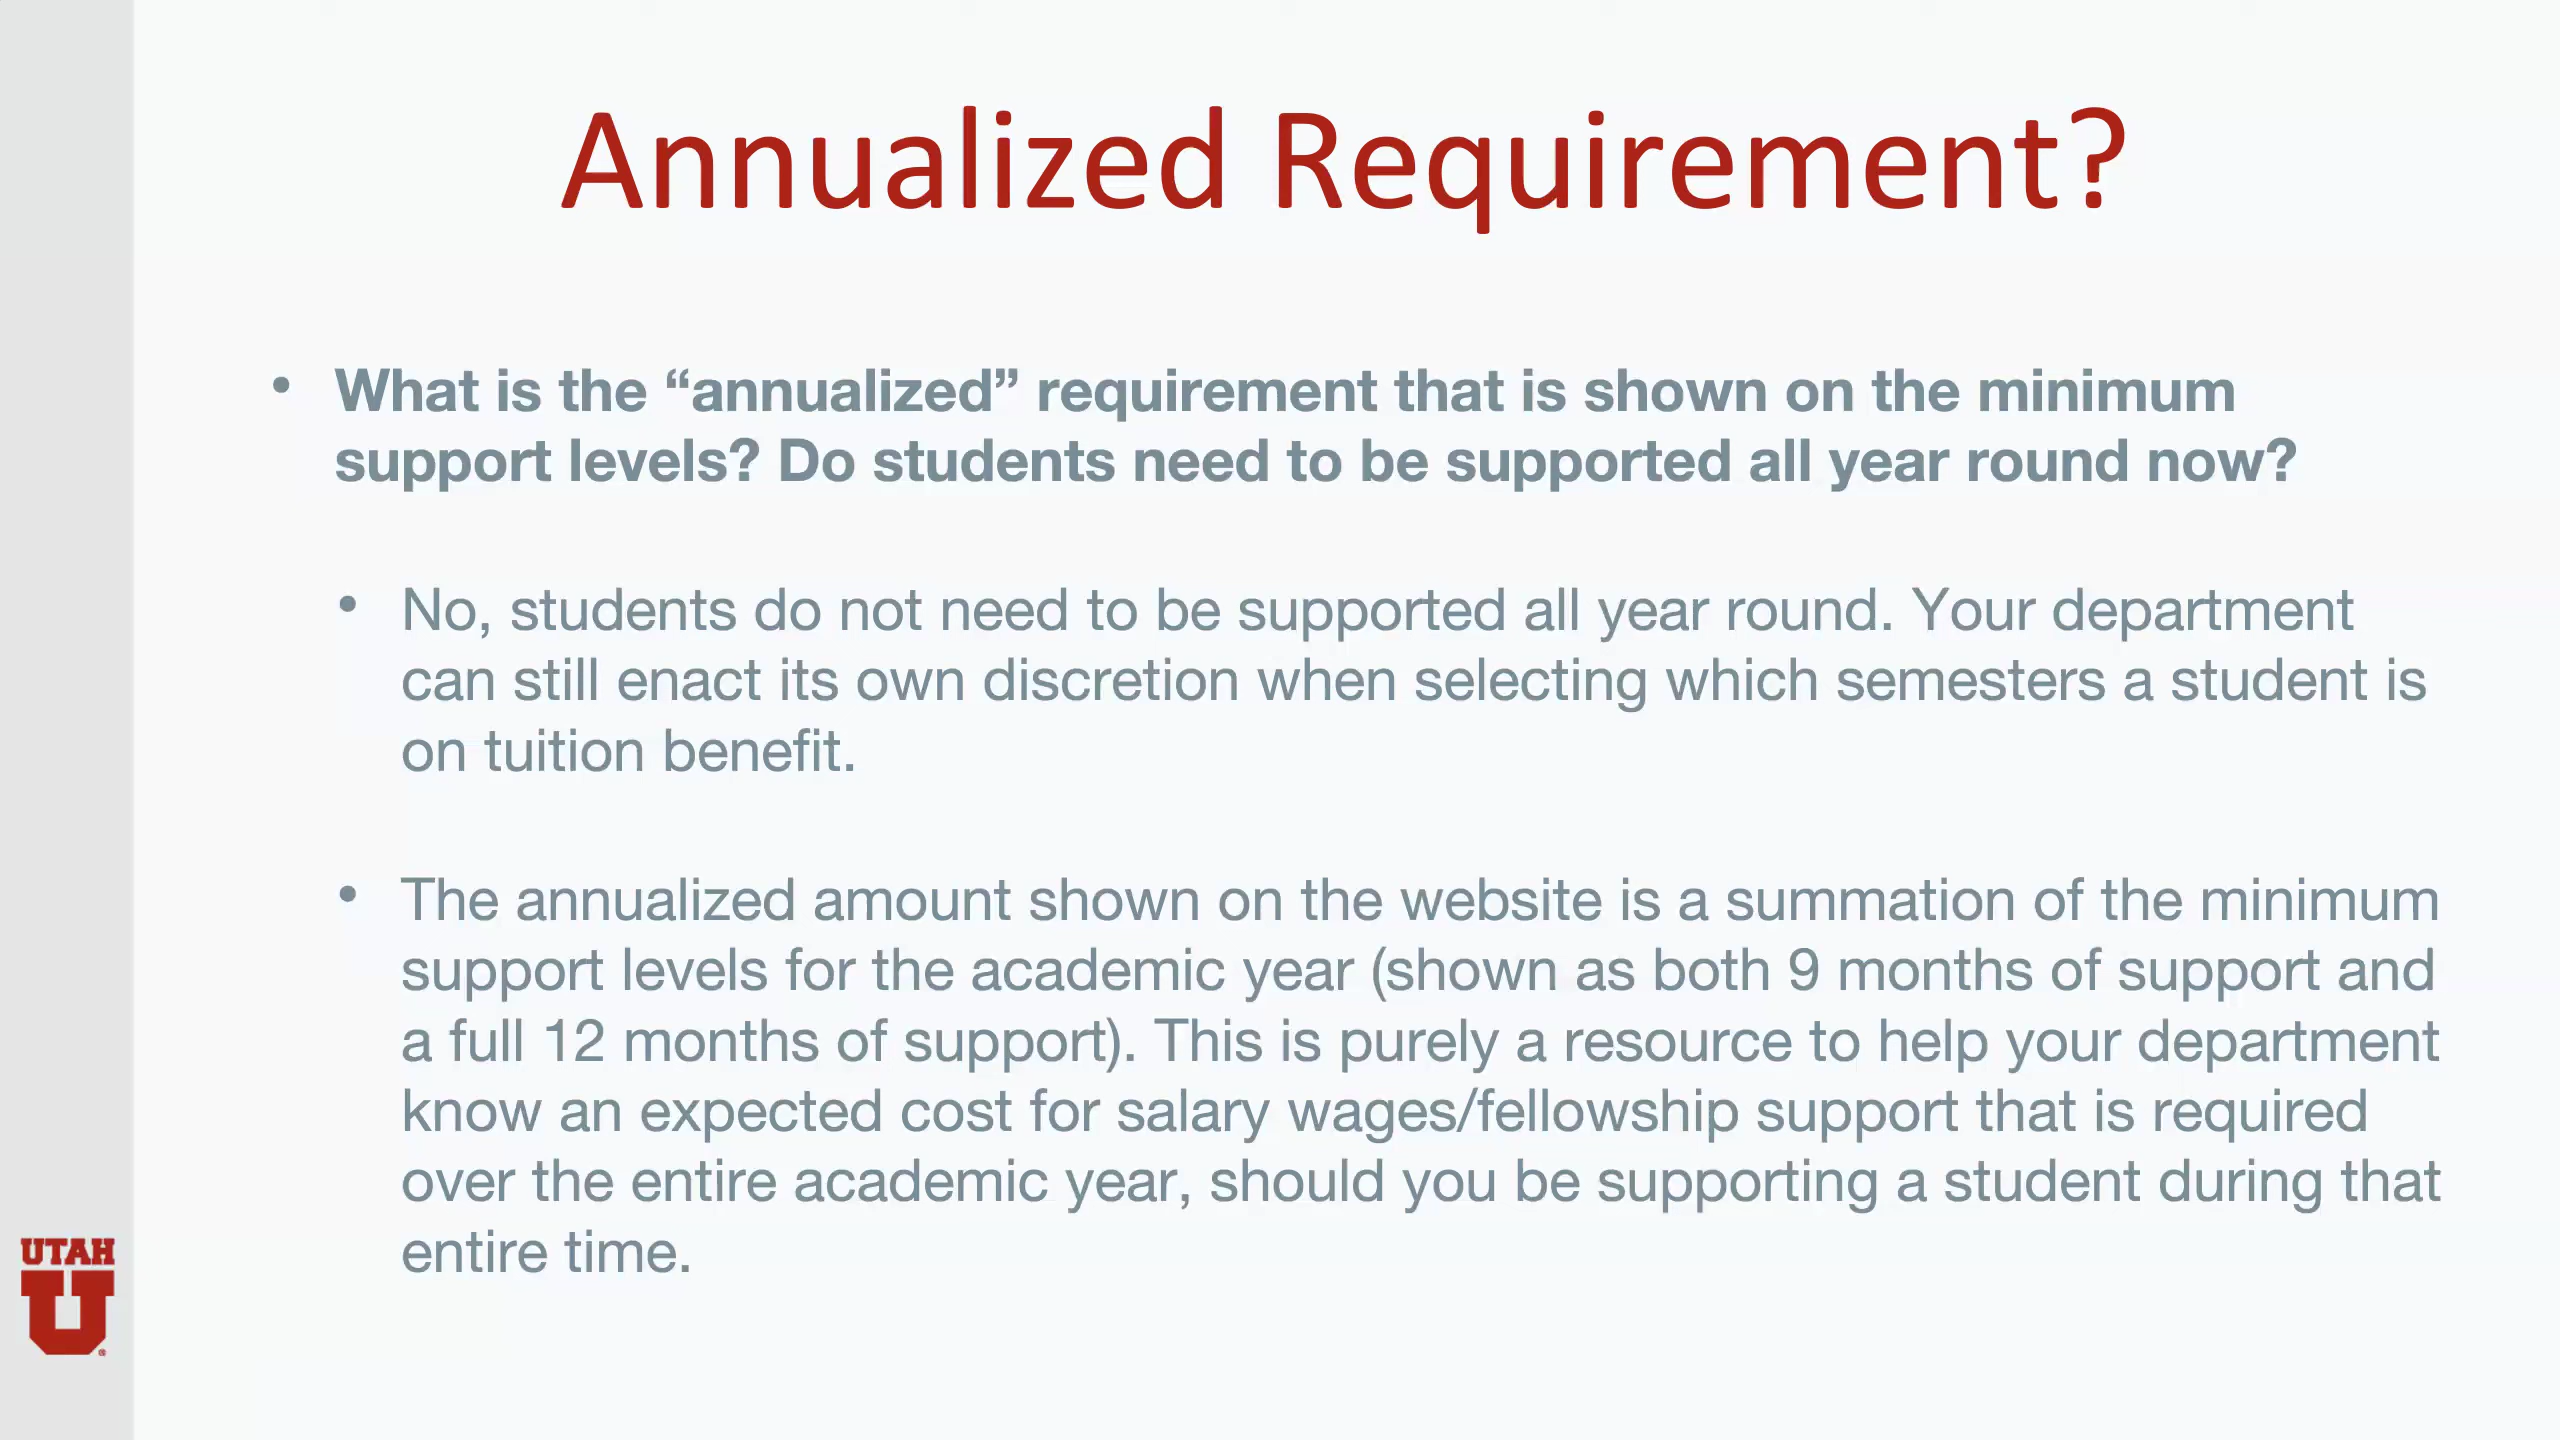 Annualized Requirement?
• What is the “annualized” requirement that is shown on the minimum
support levels? Do students need to be supported all year round now?
• No, students do not need to be supported all year round. Your department
can still enact its own discretion when selecting which semesters a student is
on tuition benefit.
• The annualized amount shown on the website is a summation of the minimum
support levels for the academic year (shown as both 9 months of support and
a full 12 months of support). This is purely a resource to help your department
know an expected cost for salary wages/fellowship support that is required
over the entire academic year, should you be supporting a student during that
entire time.
UTAH
U
®